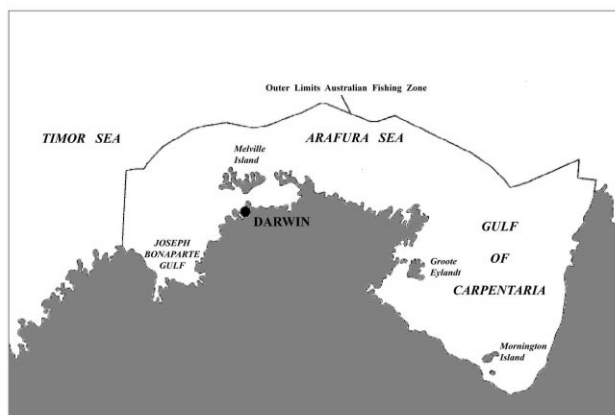 Outer Limits Australian Fishing Zone
TIMOR SEA
ARAFURA SEA
Melville
Island
DARWIN
JOSEPH
BONAPARTE
GULF
GULF
OF
CARPENTARIA
Groote
Eylandt
Mornington
Island